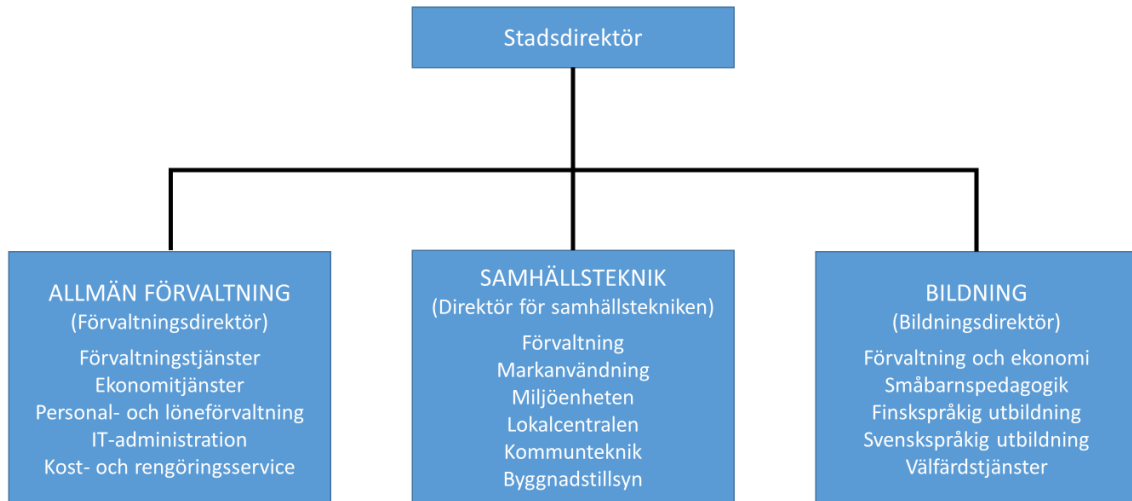 Stadsdirektör
ALLMÄN FÖRVALTNING
(Förvaltningsdirektör)
Förvaltningstjänster
Ekonomitjänster
Personal- och löneförvaltning
IT-administration
Kost- och rengöringsservice
SAMHÄLLSTEKNIK
(Direktör för samhällstekniken)
Förvaltning
Markanvändning
Miljöenheten
Lokalcentralen
Kommunteknik
Byggnadstillsyn
BILDNING
(Bildningsdirektör)
Förvaltning och ekonomi
Småbarnspedagogik
Finskspråkig utbildning
Svenskspråkig utbildning
Välfärdstjänster